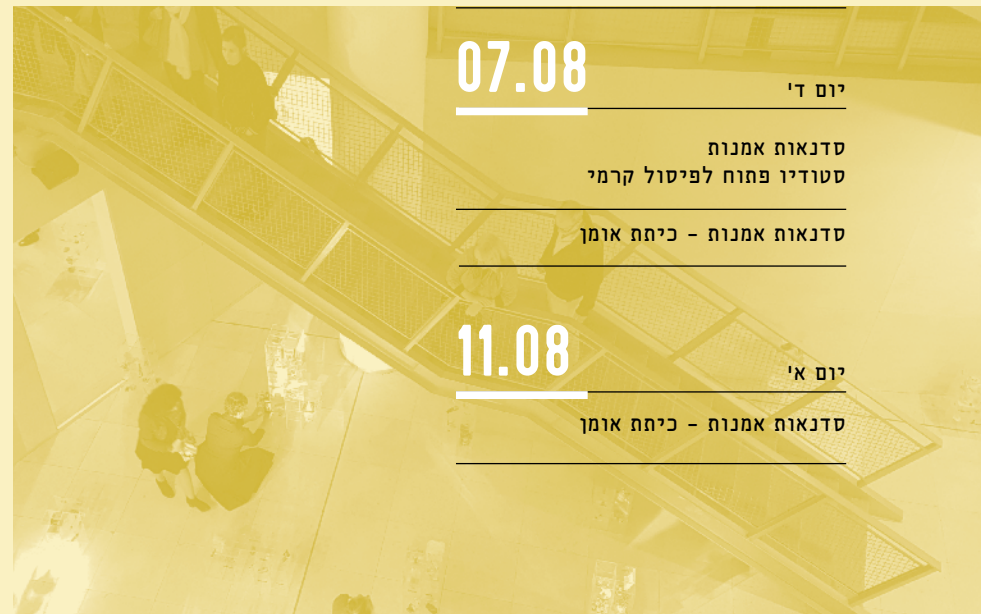 07.08
יום ד'
סדנאות אמנות
סטודיו פתוח לפיסול קרמי
סדנאות אמנות - כיתת אומן
11.08
יום א'
סדנאות אמנות - כיתת אומן